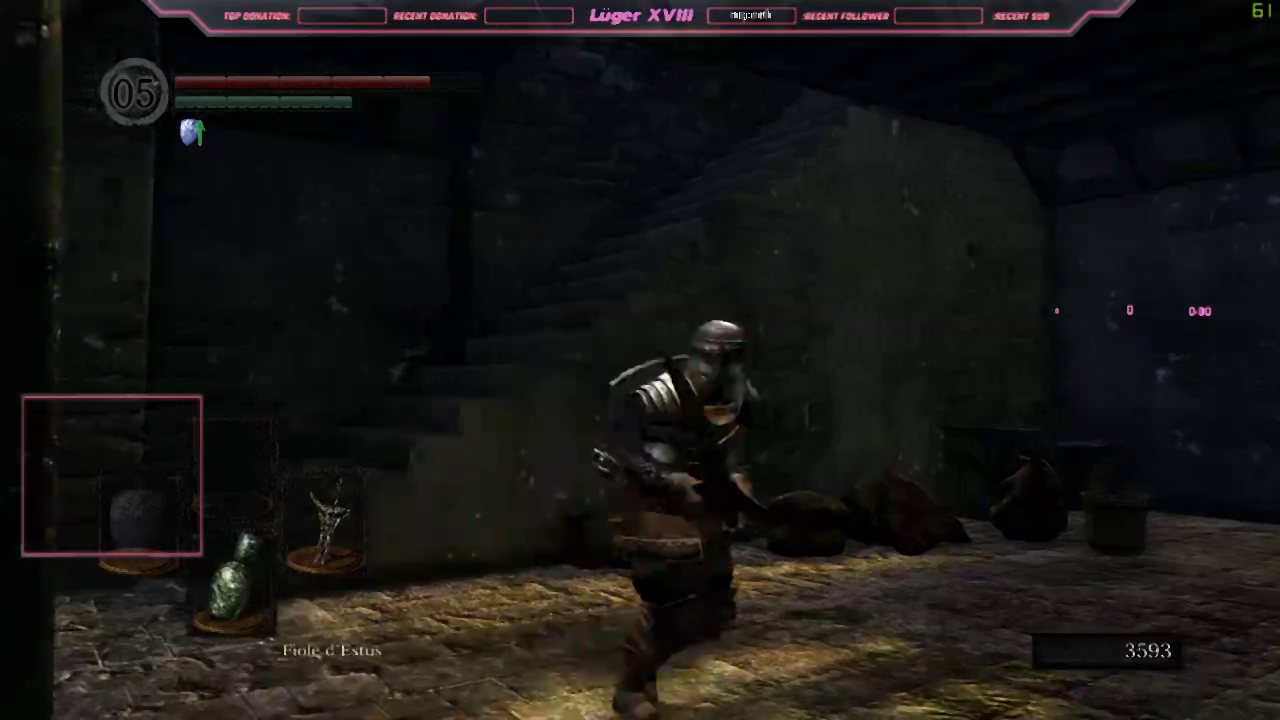 TOP DONATION:
RECENT DONATION:
Lüger XVIII
:RECENT FOLLOWER
:RECENT SUB
61
05
0
0:00
Fiole d'Estus
3593